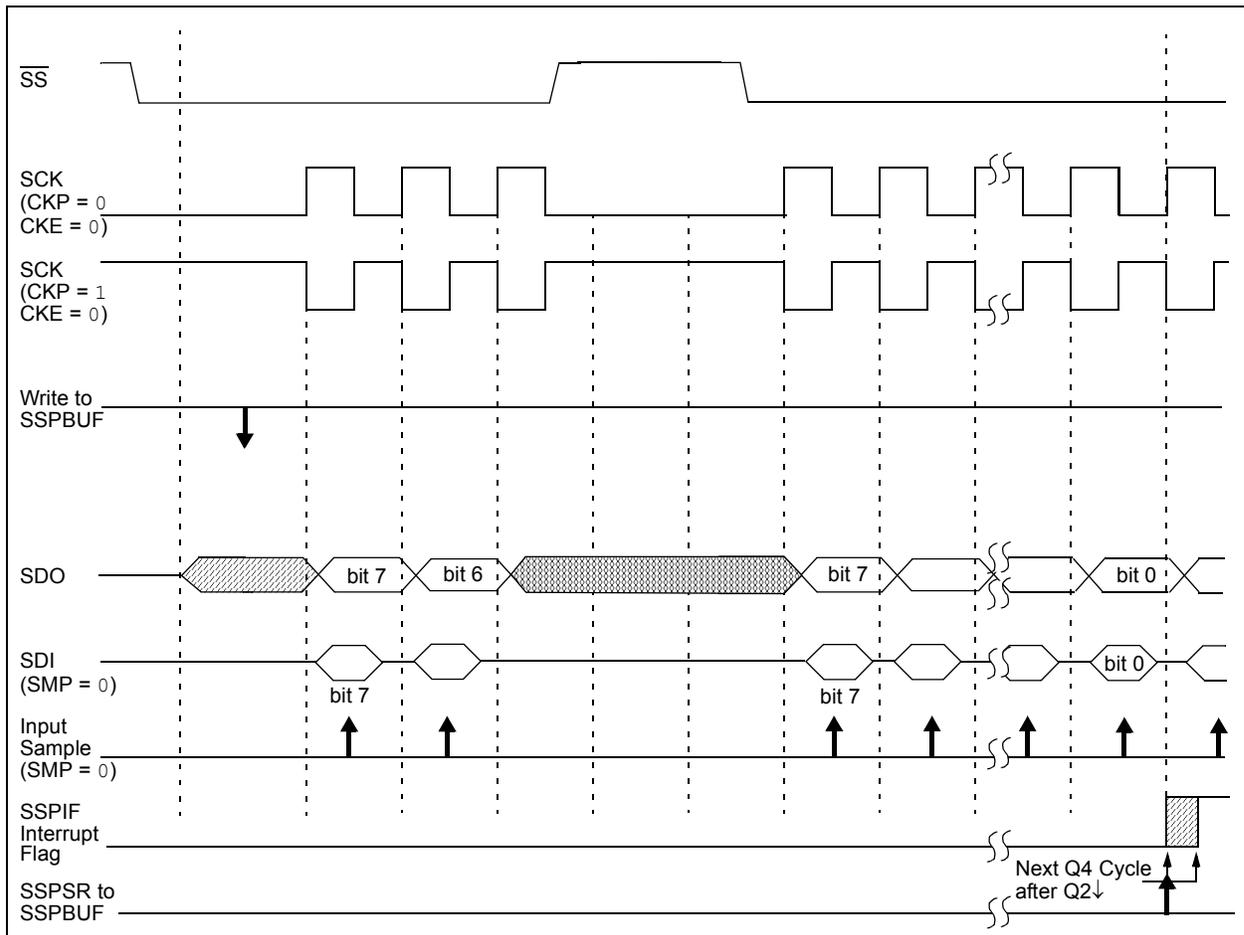 SS
SCK
(CKP = 0
CKE = 0)
SCK
(CKP = 1
CKE = 0)
Write to
SSPBUF
SDO
bit 7
bit 6
bit 7
bit 0
SDI
(SMP = 0)
bit 0
bit 7
bit 7
Input
Sample
(SMP = 0)
SSPIF
Interrupt
Flag
Next Q4 Cycle
after Q2↓
SSPSR to
SSPBUF